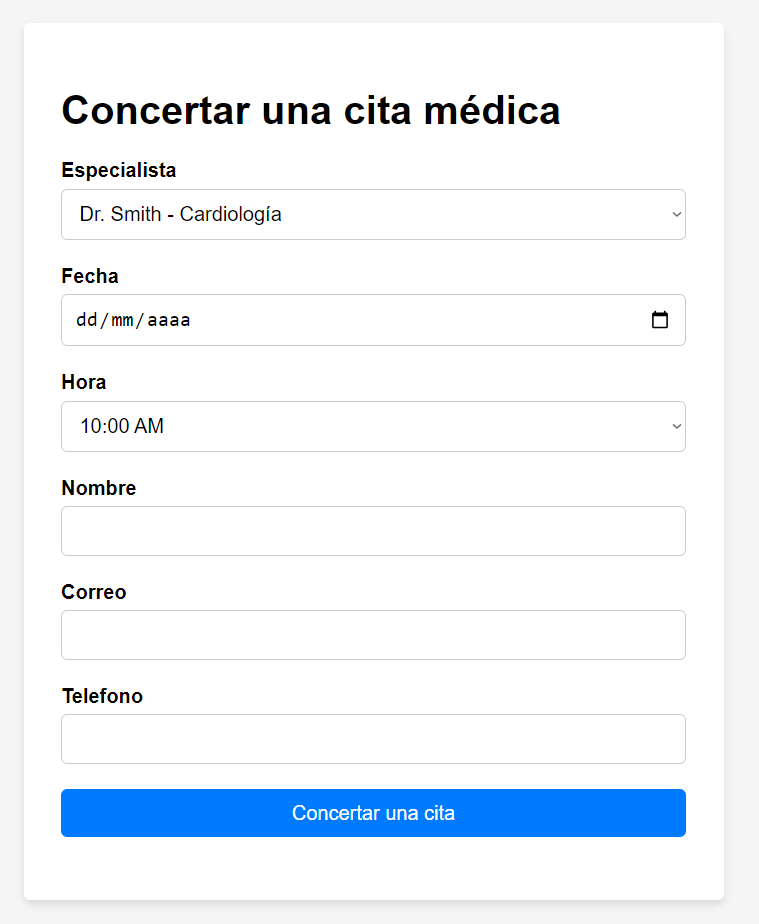 Concertar una cita médica
Especialista
Dr. Smith - Cardiología
Fecha
dd/mm/aaaa
Hora
10:00 AM
Nombre
Correo
Telefono
Concertar una cita